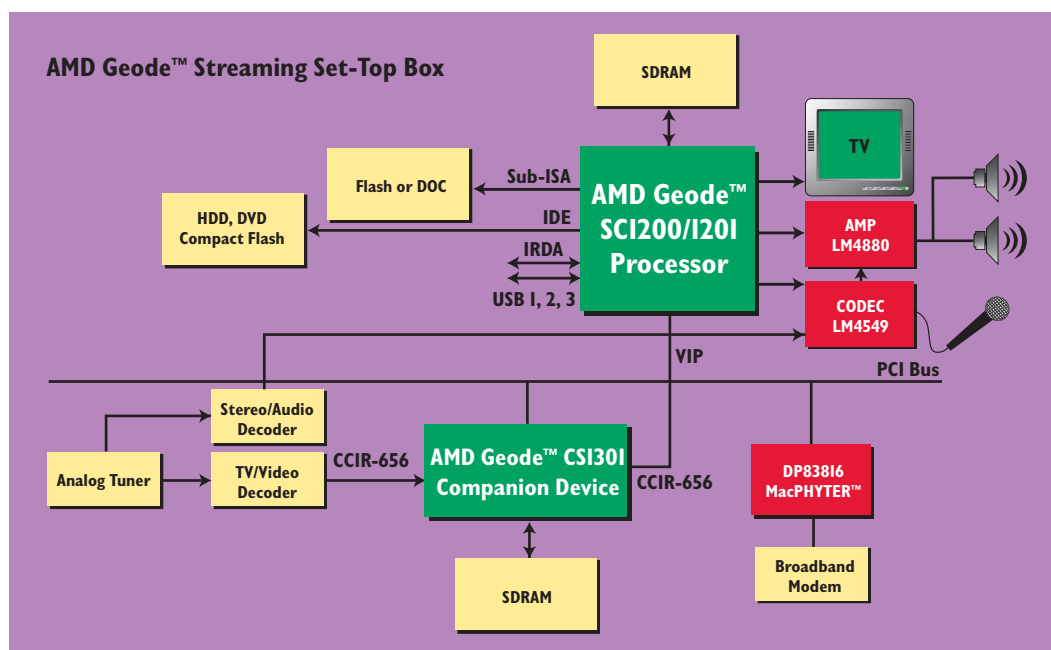 AMD Geode™ Streaming Set-Top Box
SDRAM
TV
Flash or DOC
Sub-ISA
AMD Geode™
SC1200/1201
Processor
HDD, DVD
Compact Flash
IDE
AMP
LM4880
IRDA
USB 1, 2, 3
CODEC
LM4549
VIP
PCI Bus
Stereo/Audio
Decoder
Analog Tuner
TV/Video
Decoder
CCIR-656
AMD Geode™ CS1301
Companion Device
CCIR-656
DP83816
MacPHYTER™
SDRAM
Broadband
Modem